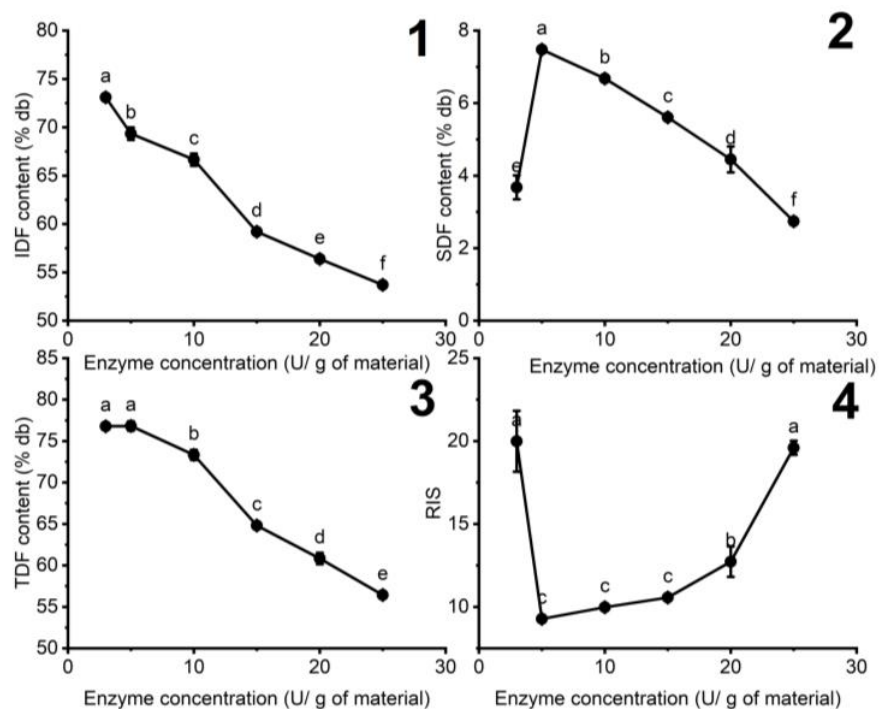 1
80
75
70
65
60
55
50
IDF content (% db)
a
b
c
d
e
f
0 10 20 30
Enzyme concentration (U/ g of material)
2
8
6
4
2
0
SDF content (% db)
e
a
b
c
d
f
0 10 20 30
Enzyme concentration (U/ g of material)
3
85
80
75
70
65
60
55
50
TDF content (% db)
a
a
b
c
d
e
0 10 20 30
Enzyme concentration (U/ g of material)
4
25
20
15
10
RIS
a
c
c
c
b
a
0 10 20 30
Enzyme concentration (U/ g of material)